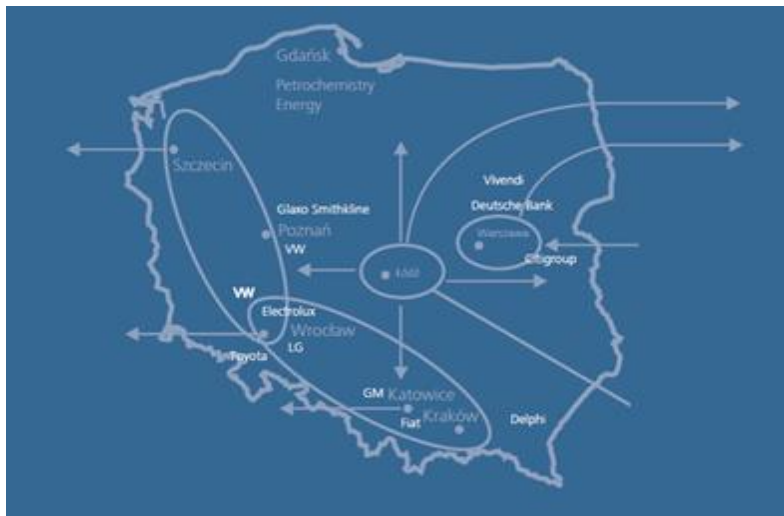 Gdańsk
Petrochemistry
Energy
Szczecin
Vivendi
Glaxo Smithkline
Deutsche Bank
Poznań
Warszawa
VW
Citigroup
Łódź
VW
Electrolux
Wrocław
Toyota
LG
GM
Katowice
Fiat
Kraków
Delphi